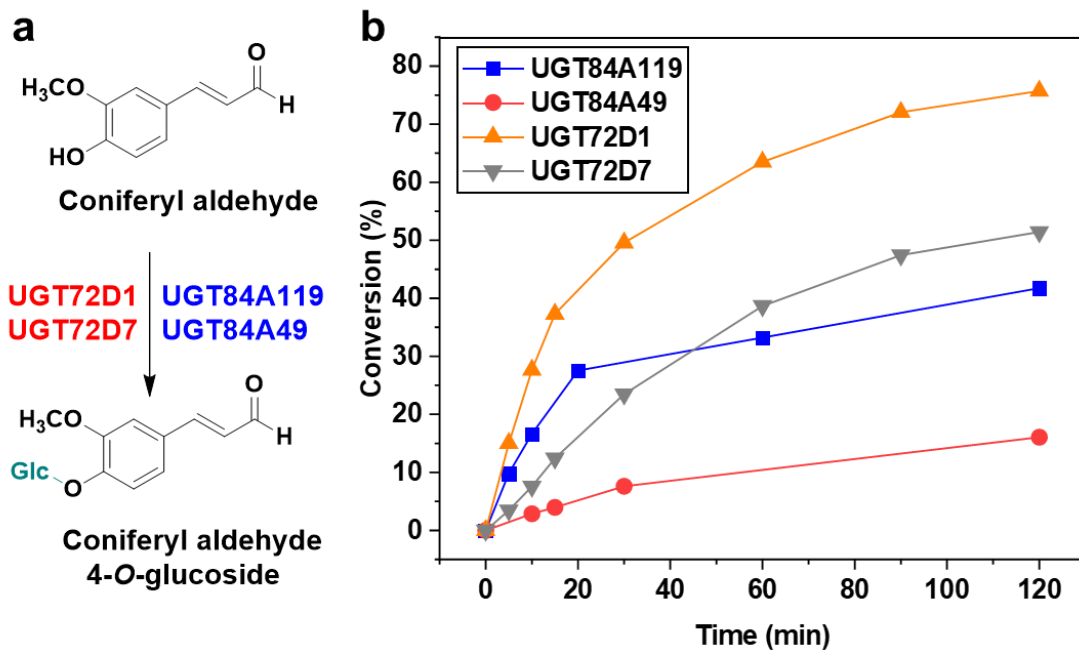 a
O
H₃CO
H
HO
Coniferyl aldehyde
UGT72D1 UGT84A119
UGT72D7 UGT84A49
O
H₃CO
H
Glc
O
Coniferyl aldehyde
4-O-glucoside
b
UGT84A119
UGT84A49
UGT72D1
UGT72D7
Conversion (%)
80
70
60
50
40
30
20
10
0
0 20 40 60 80 100 120
Time (min)